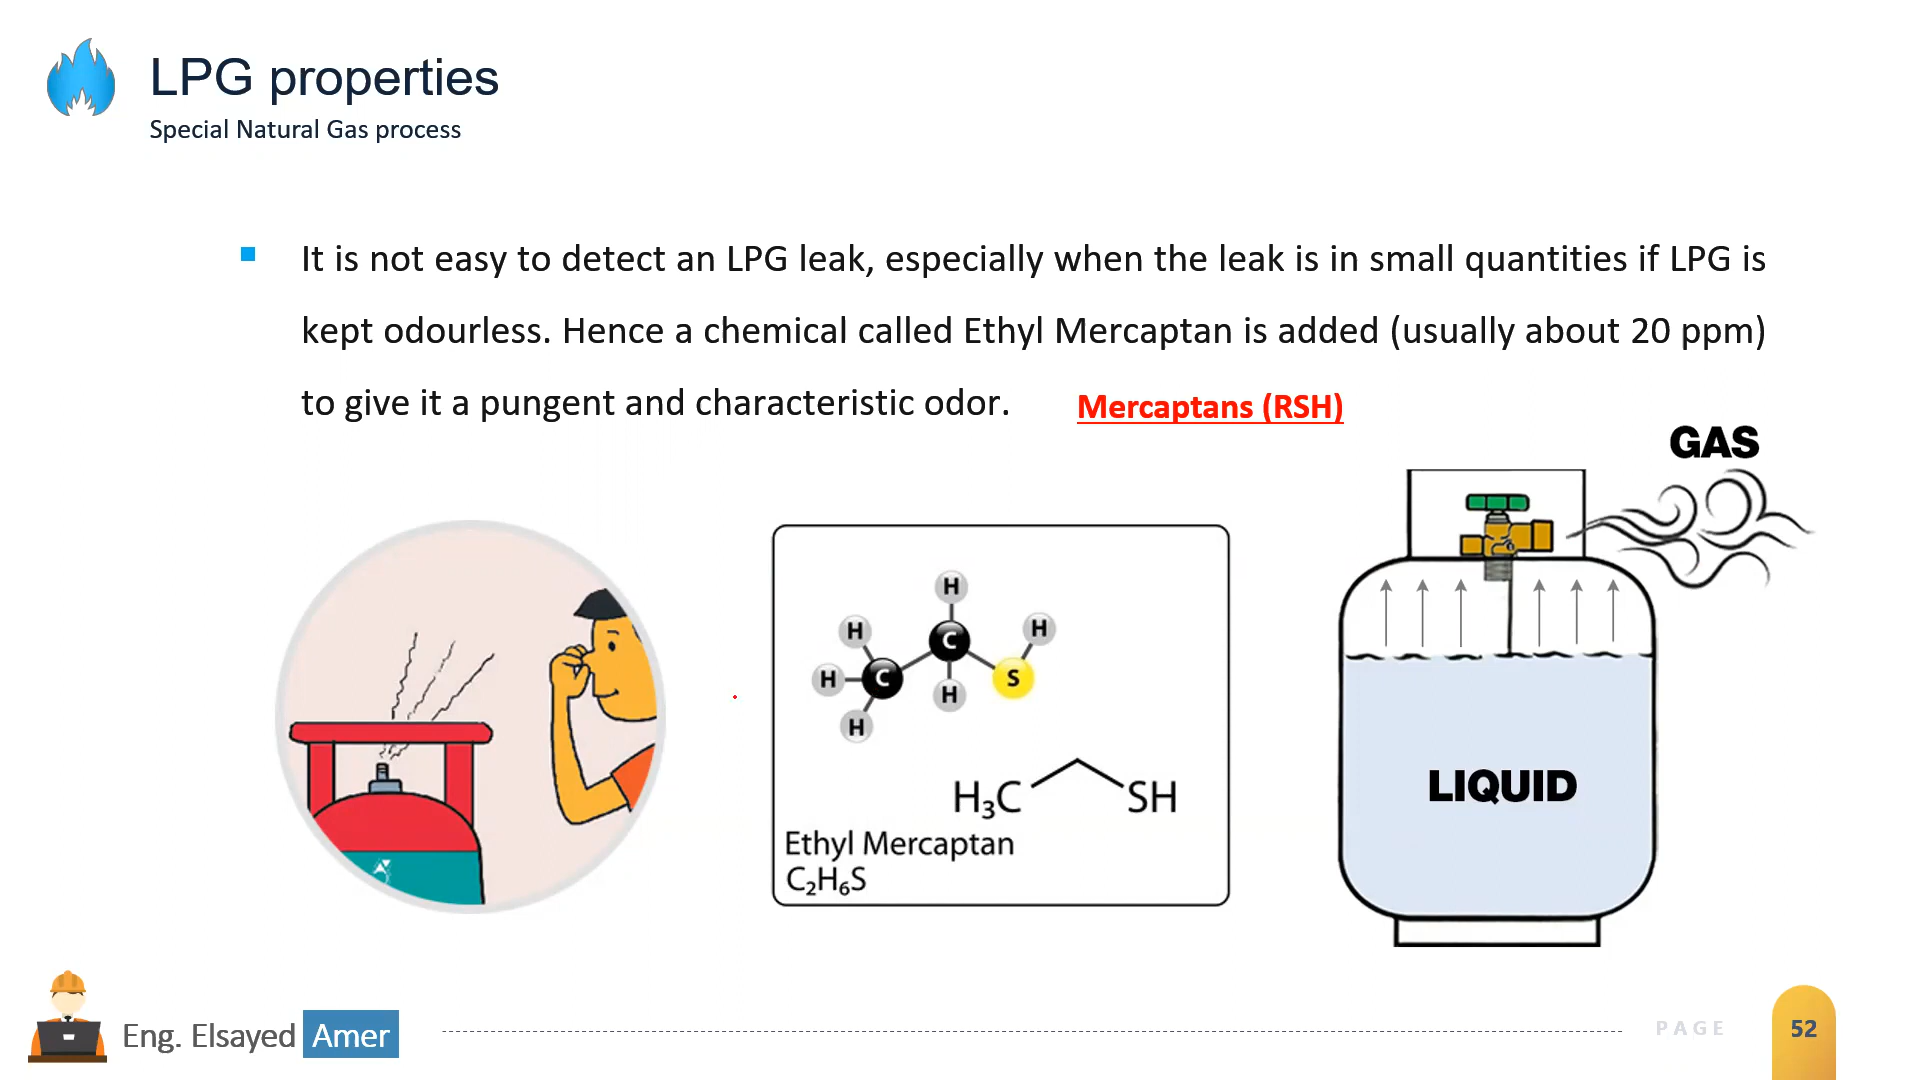 LPG properties
Special Natural Gas process
It is not easy to detect an LPG leak, especially when the leak is in small quantities if LPG is
kept odourless. Hence a chemical called Ethyl Mercaptan is added (usually about 20 ppm)
to give it a pungent and characteristic odor.
Mercaptans (RSH)
GAS
H
H
H
C
H
C
S
H
H
H₃C
SH
Ethyl Mercaptan
C₂H₆S
LIQUID
Eng. Elsayed Amer
PAGE
52